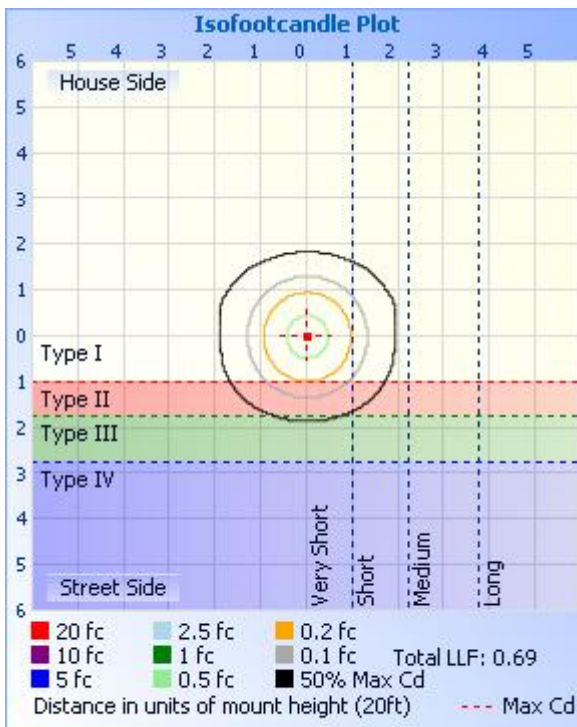 Isofootcandle Plot
5 4 3 2 1 0 1 2 3 4 5
6
House Side
5
4
3
2
1
0
Type I
1
Type II
2
Type III
3
Type IV
4
5
Street Side
6
Very Short
Short
Medium
Long
20 fc 2.5 fc 0.2 fc
10 fc 1 fc 0.1 fc Total LLF: 0.69
5 fc 0.5 fc 50% Max Cd
Distance in units of mount height (20ft) Max Cd